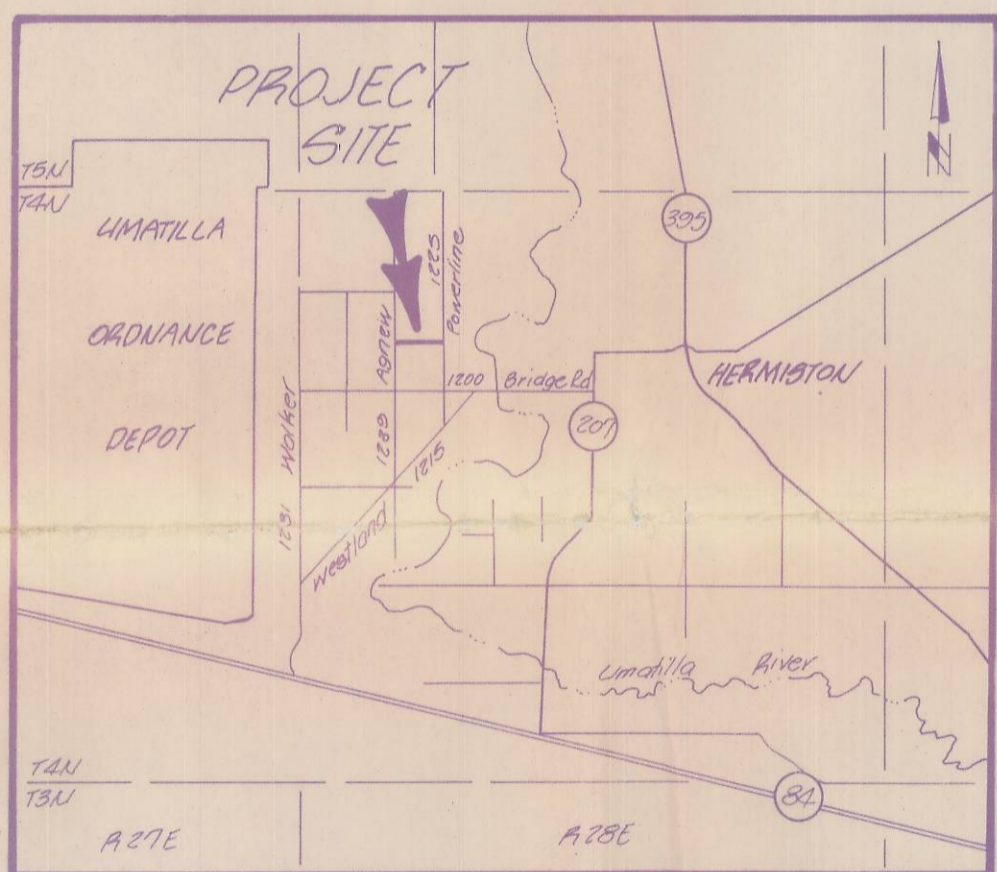 PROJECT
SITE
T5N
T4N
UMATILLA
ORDNANCE
DEPOT
395
1225
Powerline
Agnew
1289
1200 Bridge Rd
HERMISTON
207
Walker
1231
1215
Westland
Umatilla River
T4N
T3N
84
R27E
R28E
N